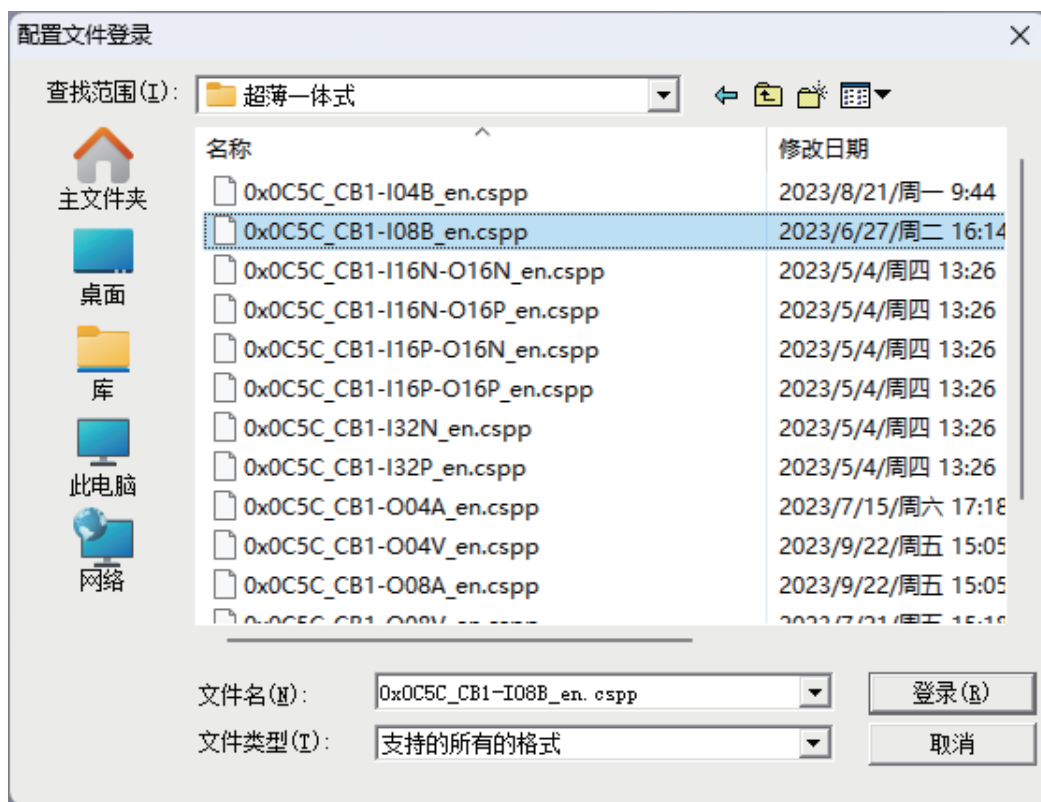 配置文件登录
查找范围(I): 超薄一体式
名称 修改日期
0x0C5C_CB1-I04B_en.cspp 2023/8/21/周一 9:44
0x0C5C_CB1-I08B_en.cspp 2023/6/27/周二 16:14
0x0C5C_CB1-I16N-O16N_en.cspp 2023/5/4/周四 13:26
0x0C5C_CB1-I16N-O16P_en.cspp 2023/5/4/周四 13:26
0x0C5C_CB1-I16P-O16N_en.cspp 2023/5/4/周四 13:26
0x0C5C_CB1-I16P-O16P_en.cspp 2023/5/4/周四 13:26
0x0C5C_CB1-I32N_en.cspp 2023/5/4/周四 13:26
0x0C5C_CB1-I32P_en.cspp 2023/5/4/周四 13:26
0x0C5C_CB1-O04A_en.cspp 2023/7/15/周六 17:18
0x0C5C_CB1-O04V_en.cspp 2023/9/22/周五 15:05
0x0C5C_CB1-O08A_en.cspp 2023/9/22/周五 15:05
主文件夹
桌面
库
此电脑
网络
文件名(N): 0x0C5C_CB1-I08B_en.cspp 登录(R)
文件类型(T): 支持的所有的格式 取消